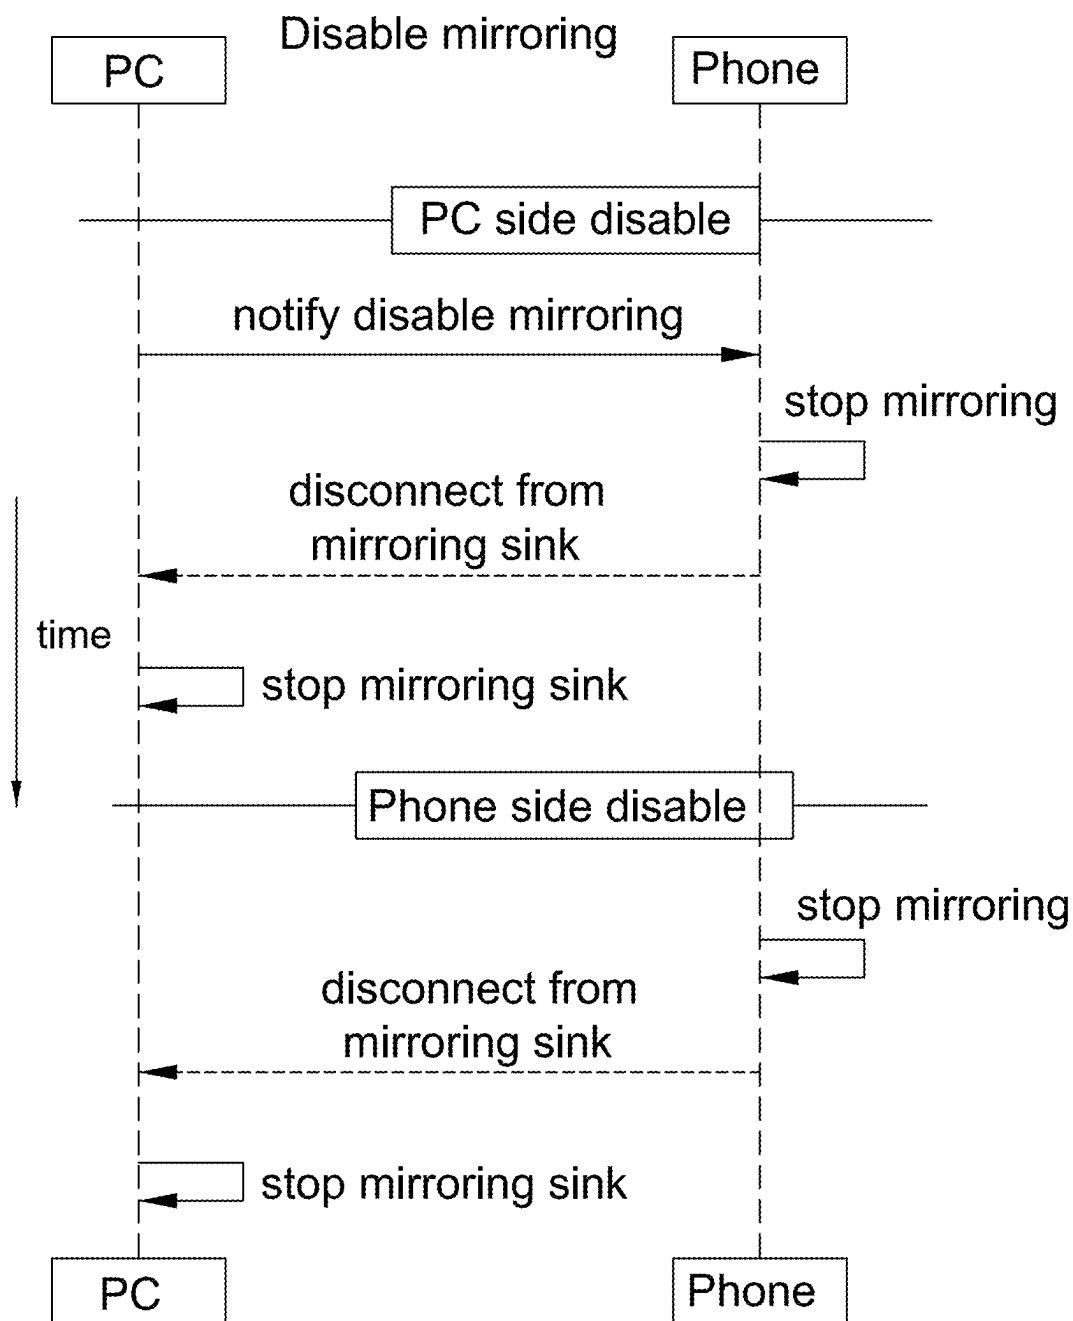 Disable mirroring
PC
Phone
PC side disable
notify disable mirroring
stop mirroring
disconnect from
mirroring sink
time
stop mirroring sink
Phone side disable
stop mirroring
disconnect from
mirroring sink
stop mirroring sink
PC
Phone